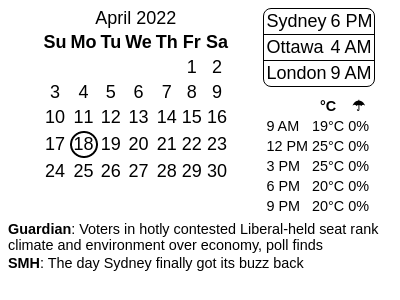 April 2022
Su Mo Tu We Th Fr Sa
1 2
3 4 5 6 7 8 9
10 11 12 13 14 15 16
17 18 19 20 21 22 23
24 25 26 27 28 29 30
Sydney 6 PM
Ottawa 4 AM
London 9 AM
°C ☂
9 AM 19°C 0%
12 PM 25°C 0%
3 PM 25°C 0%
6 PM 20°C 0%
9 PM 20°C 0%
Guardian: Voters in hotly contested Liberal-held seat rank
climate and environment over economy, poll finds
SMH: The day Sydney finally got its buzz back